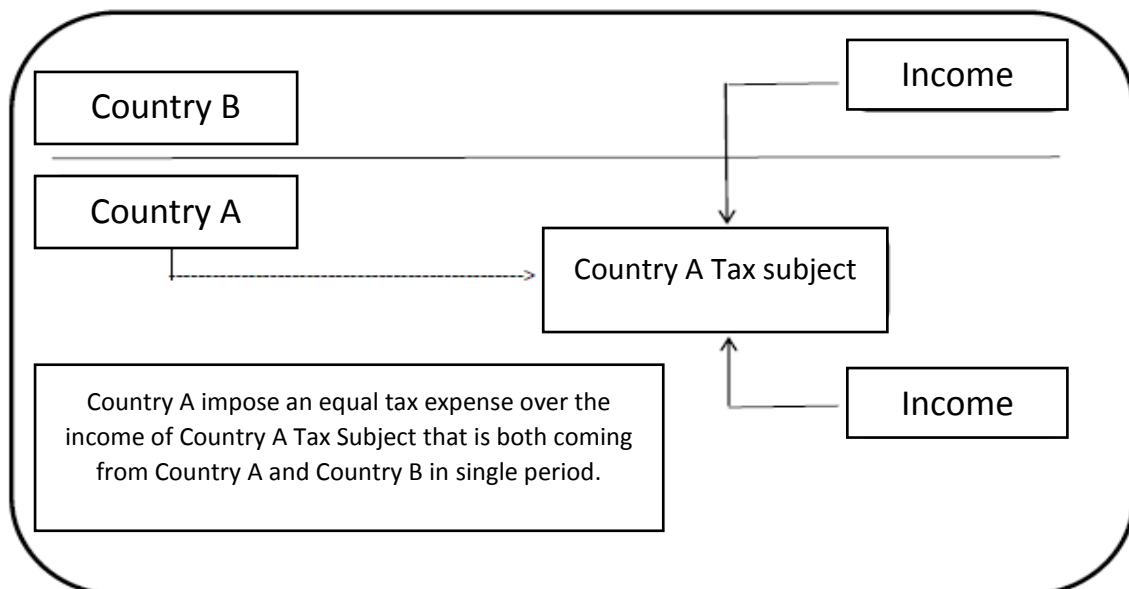 Income
Country B
Country A
Country A Tax subject
Country A impose an equal tax expense over the
income of Country A Tax Subject that is both coming
from Country A and Country B in single period.
Income